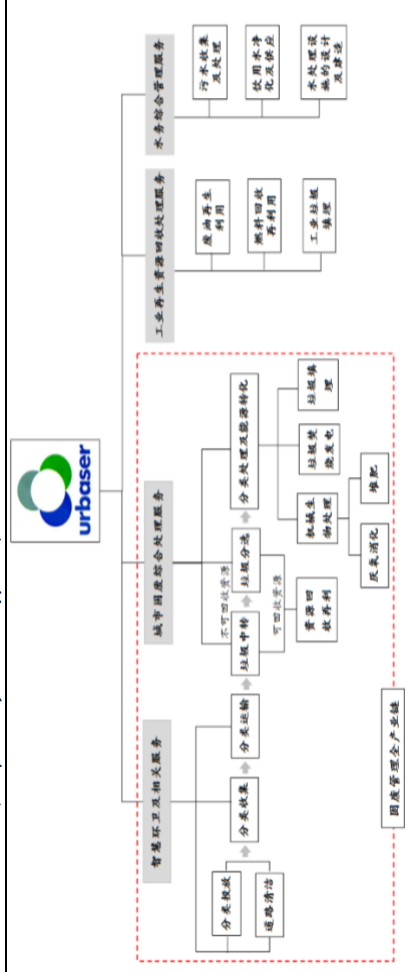 urbaser
智慧环卫及相关服务
城市固废综合处理服务
工业再生资源回收处理服务
水务综合管理服务
分类投放
道路清洁
分类收集
分类运输
垃圾中转
不可回收资源
垃圾分选
可回收资源
资源回
收再利
分类处理及能源转化
机械生
物处理
垃圾焚
烧发电
垃圾填
埋
厌氧消化
堆肥
废油再生
利用
燃料回收
再利用
工业垃圾
填埋
污水收集
及处理
饮用水净
化及供应
水处理设
施的设计
及建造
固废管理全产业链